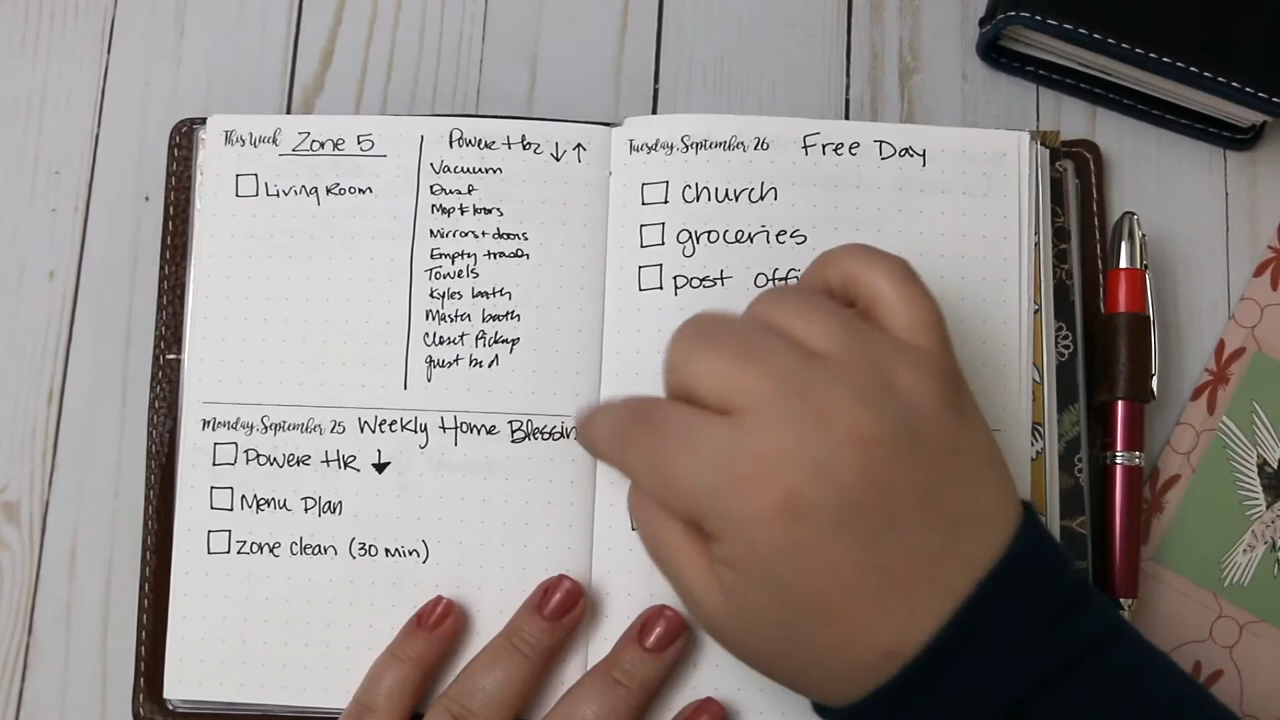 This Week Zone 5
Living Room
Power Hr ↓↑
Vacuum
Dust
Mop floors
Mirrors + doors
Empty trash
Towels
Kyles bath
Master bath
Closet Pickup
guest bed
Monday, September 25 Weekly Home Blessin
Power HR ↓
Menu Plan
Zone clean (30 min)
Tuesday, September 26 Free Day
church
groceries
post offi